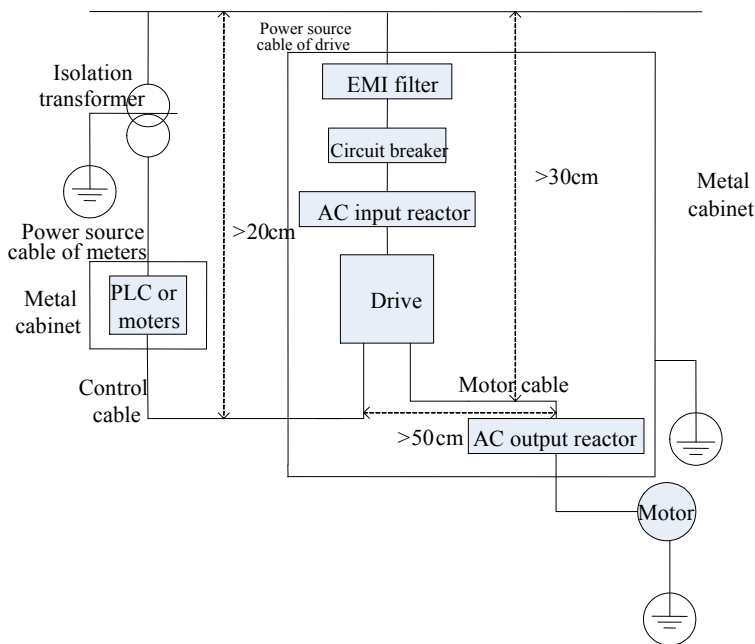 Power source
cable of drive
Isolation
transformer
EMI filter
Circuit breaker
>30cm
Metal
cabinet
AC input reactor
Power source
cable of meters
>20cm
PLC or
moters
Metal
cabinet
Drive
Control
cable
Motor cable
>50cm
AC output reactor
Motor